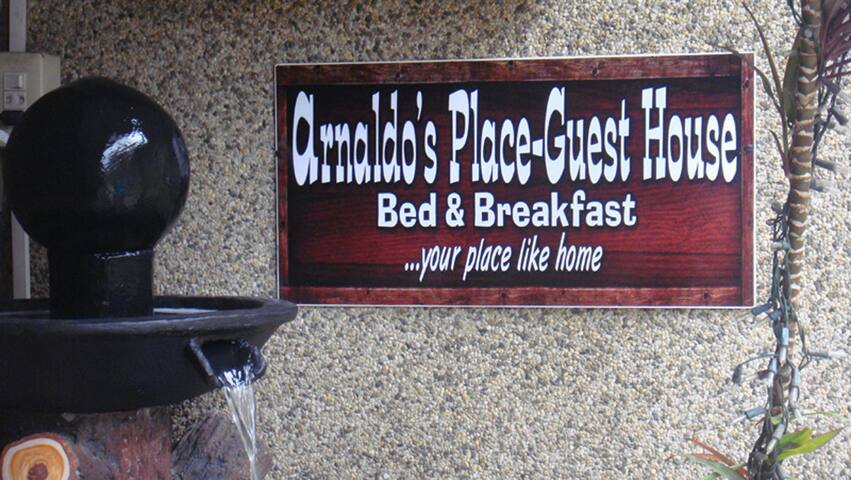 Arnaldo's Place-Guest House
Bed & Breakfast
...your place like home